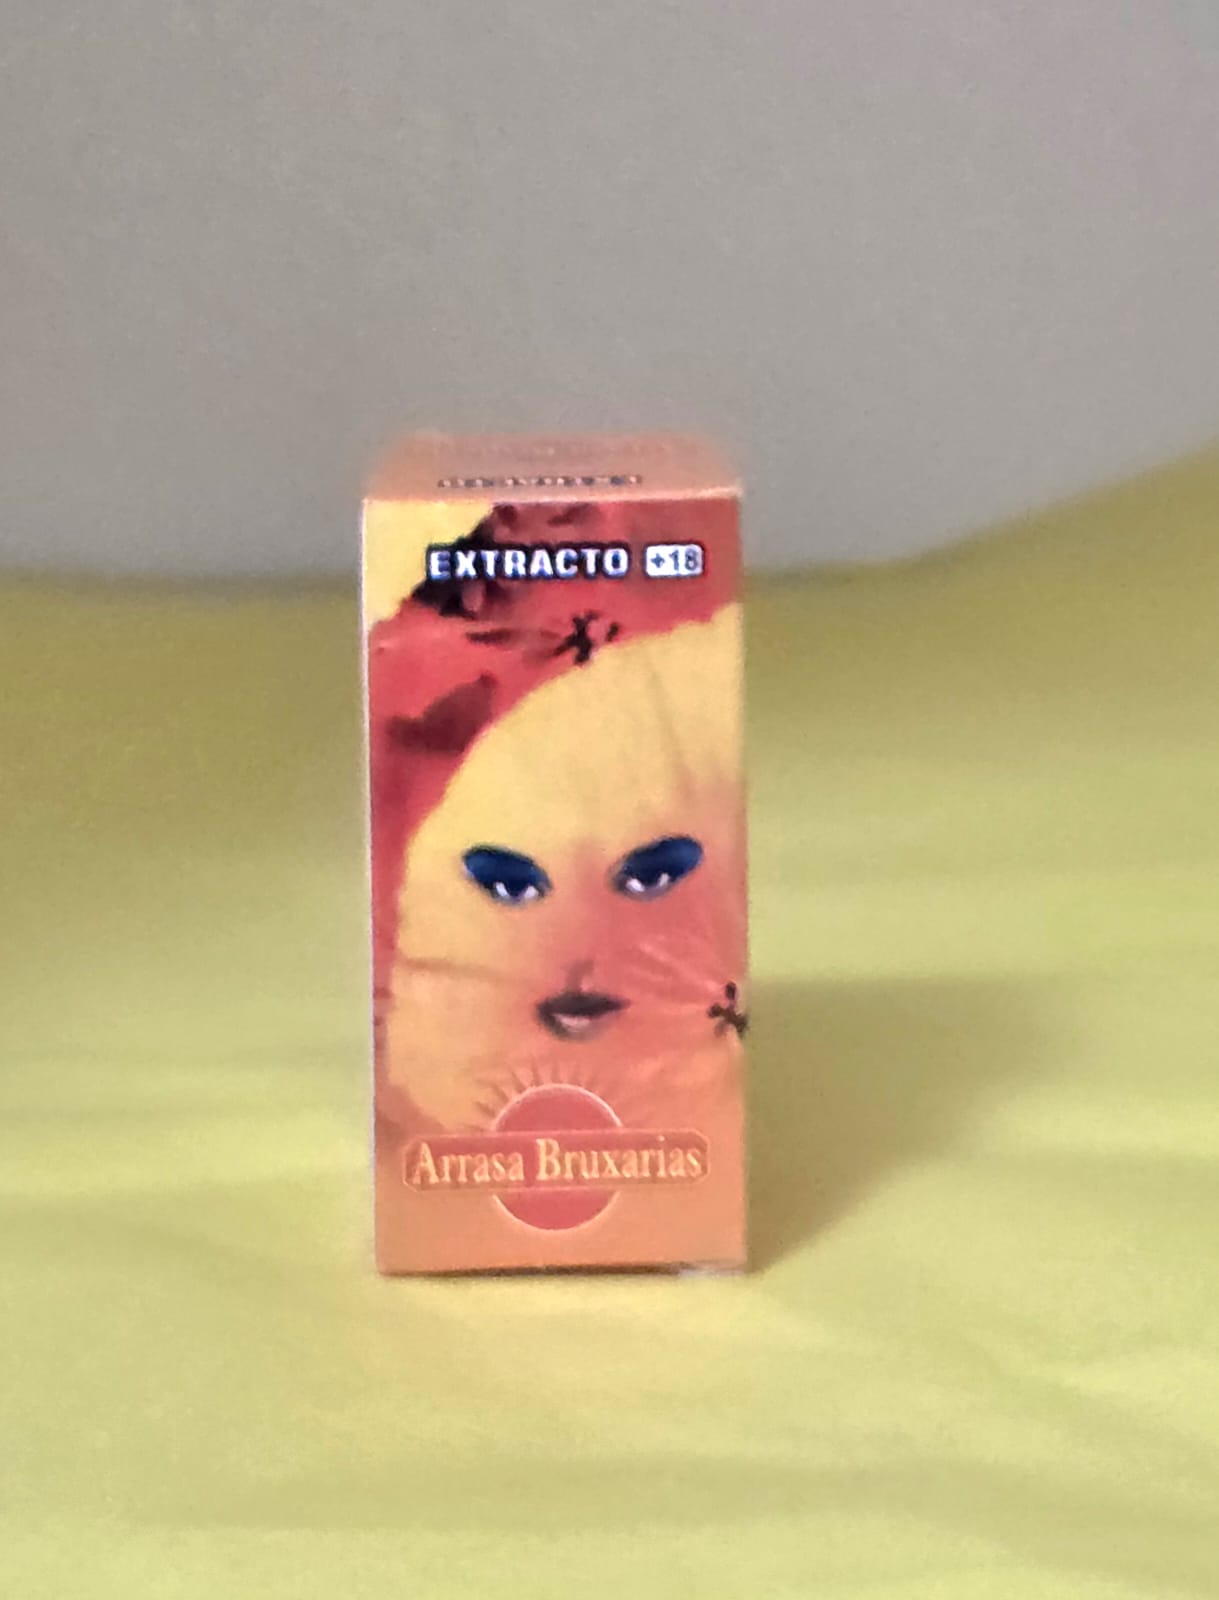 EXTRACTO +18
Arrasa Bruxarias